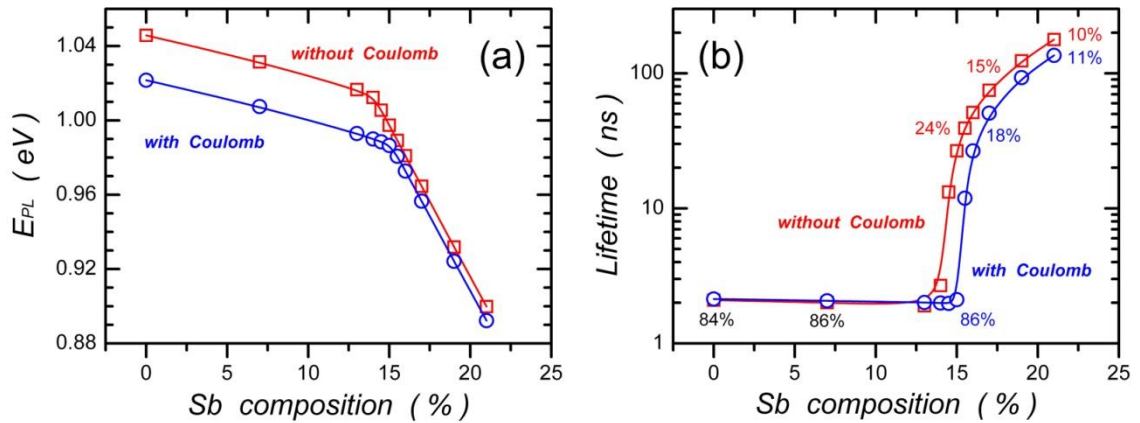 (a)
without Coulomb
with Coulomb
E_PL ( eV )
1.04
1.00
0.96
0.92
0.88
0 5 10 15 20 25
Sb composition ( % )
(b)
10%
15%
11%
24%
18%
without Coulomb
with Coulomb
84%
86%
86%
Lifetime ( ns )
100
10
1
0 5 10 15 20 25
Sb composition ( % )